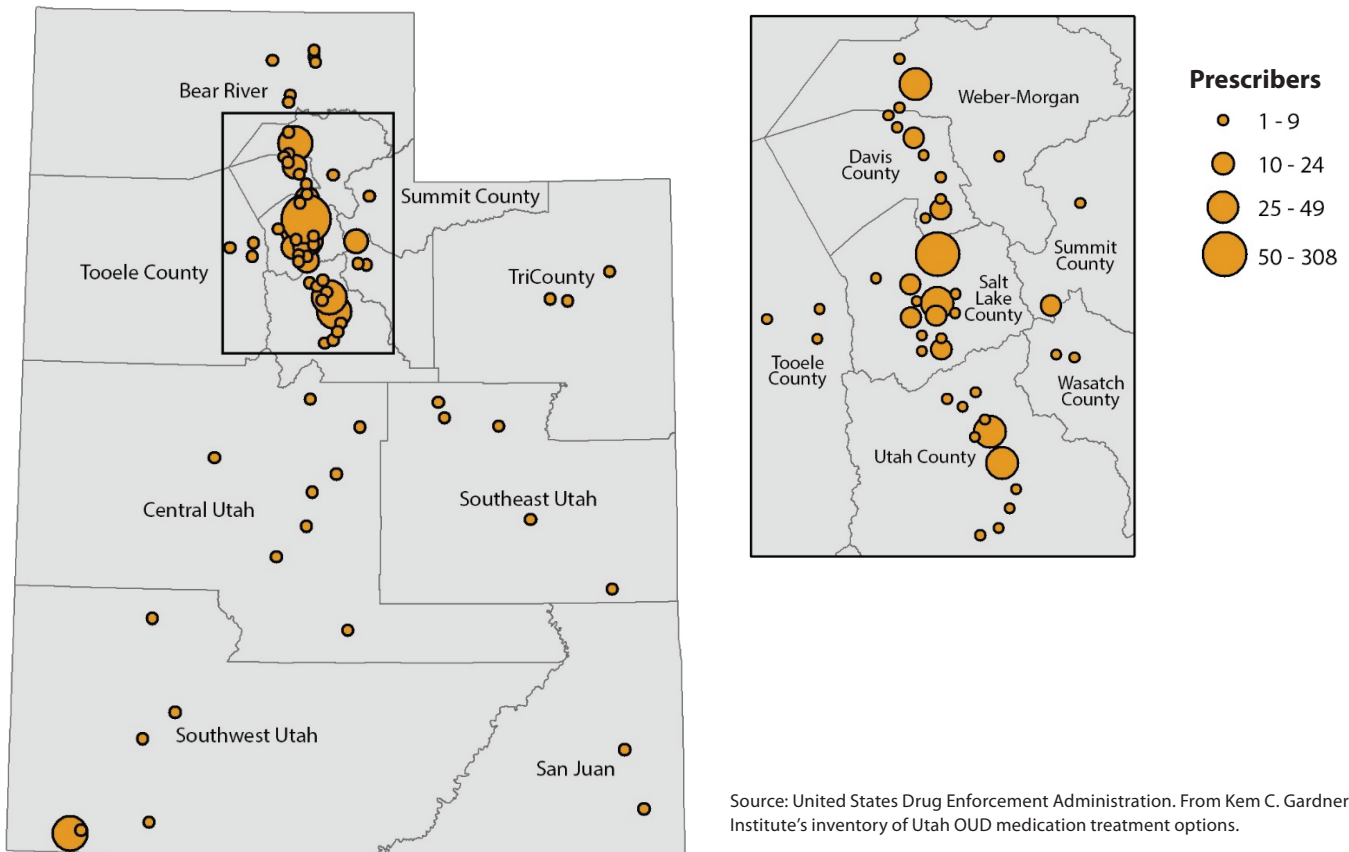 Bear River
Summit County
Tooele County
TriCounty
Central Utah
Southeast Utah
Southwest Utah
San Juan
Weber-Morgan
Davis
County
Summit
County
Salt
Lake
County
Tooele
County
Wasatch
County
Utah County
Prescribers
1 - 9
10 - 24
25 - 49
50 - 308
Source: United States Drug Enforcement Administration. From Kem C. Gardner
Institute's inventory of Utah OUD medication treatment options.